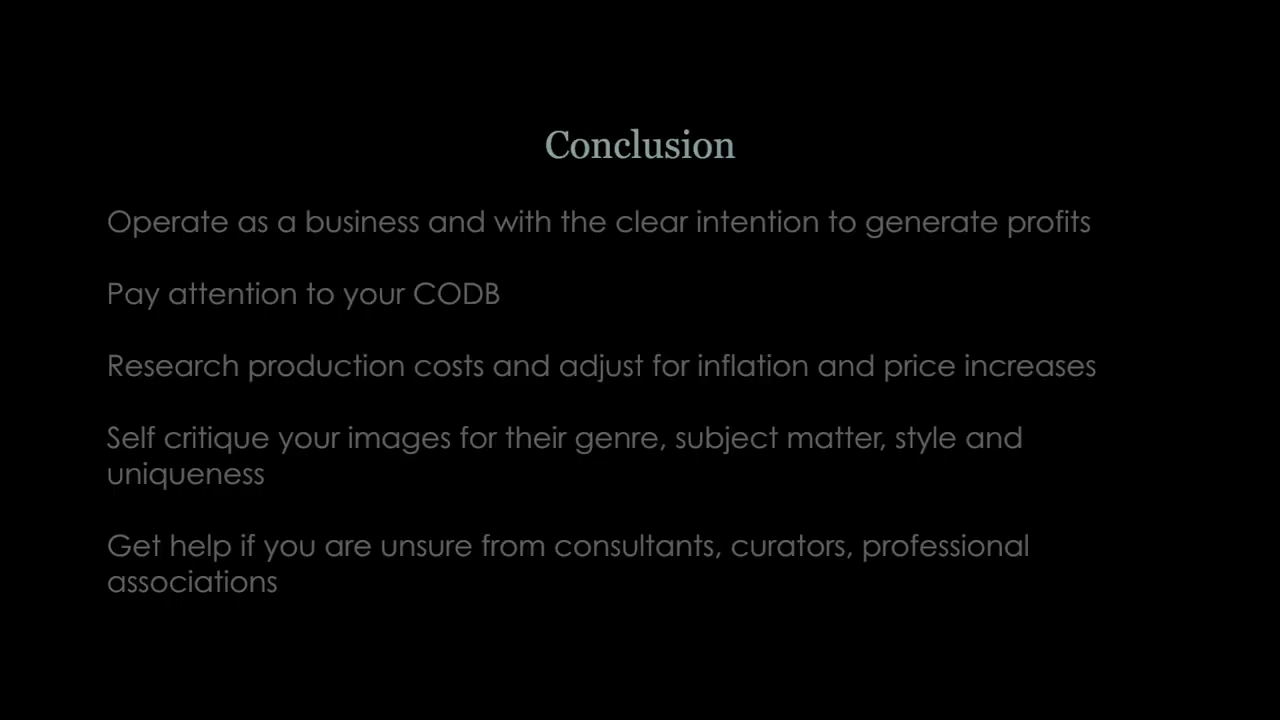 Conclusion
Operate as a business and with the clear intention to generate profits
Pay attention to your CODB
Research production costs and adjust for inflation and price increases
Self critique your images for their genre, subject matter, style and
uniqueness
Get help if you are unsure from consultants, curators, professional
associations